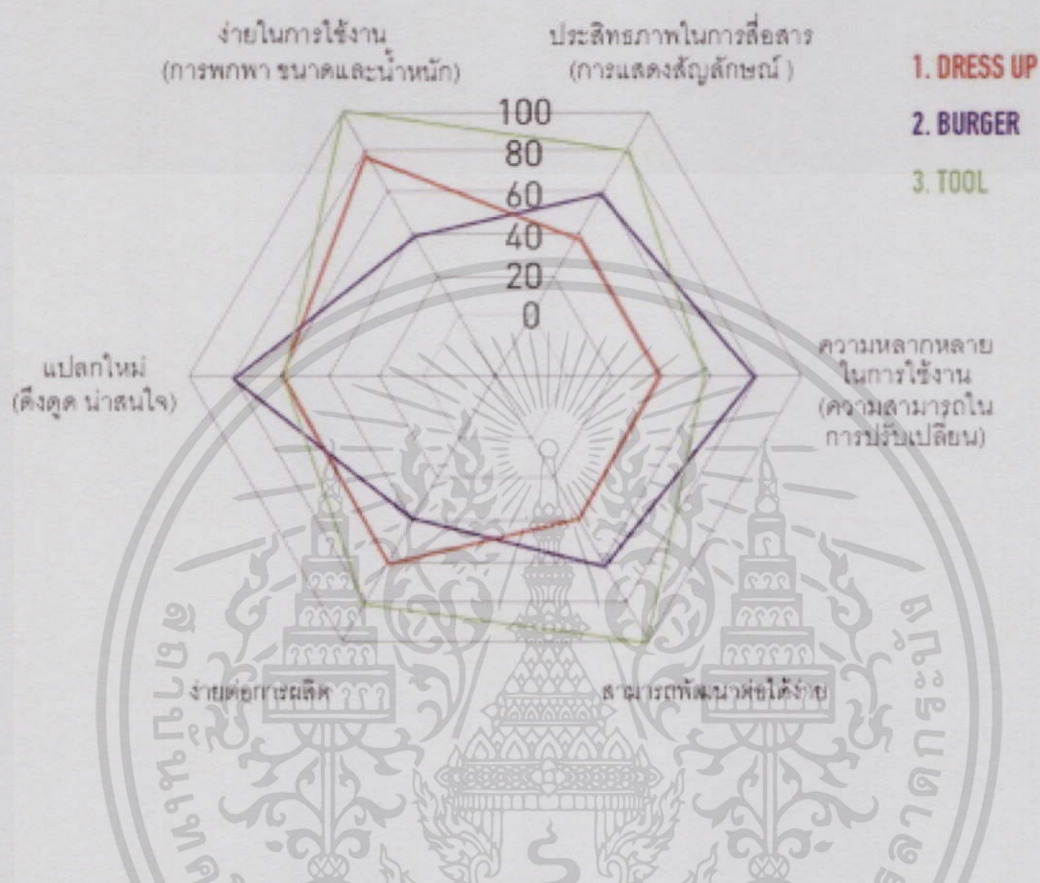 ง่ายในการใช้งาน
(การพกพา ขนาดและน้ำหนัก)
ประสิทธภาพในการสื่อสาร
(การแสดงสัญลักษณ์ )
1. DRESS UP
2. BURGER
3. TOOL
100
80
60
40
20
0
แปลกใหม่
(ดึงดูด น่าสนใจ)
ความหลากหลาย
ในการใช้งาน
(ความสามารถใน
การปรับเปลี่ยน)
ง่ายต่อการผลิต
สามารถพัฒนาต่อได้ง่าย